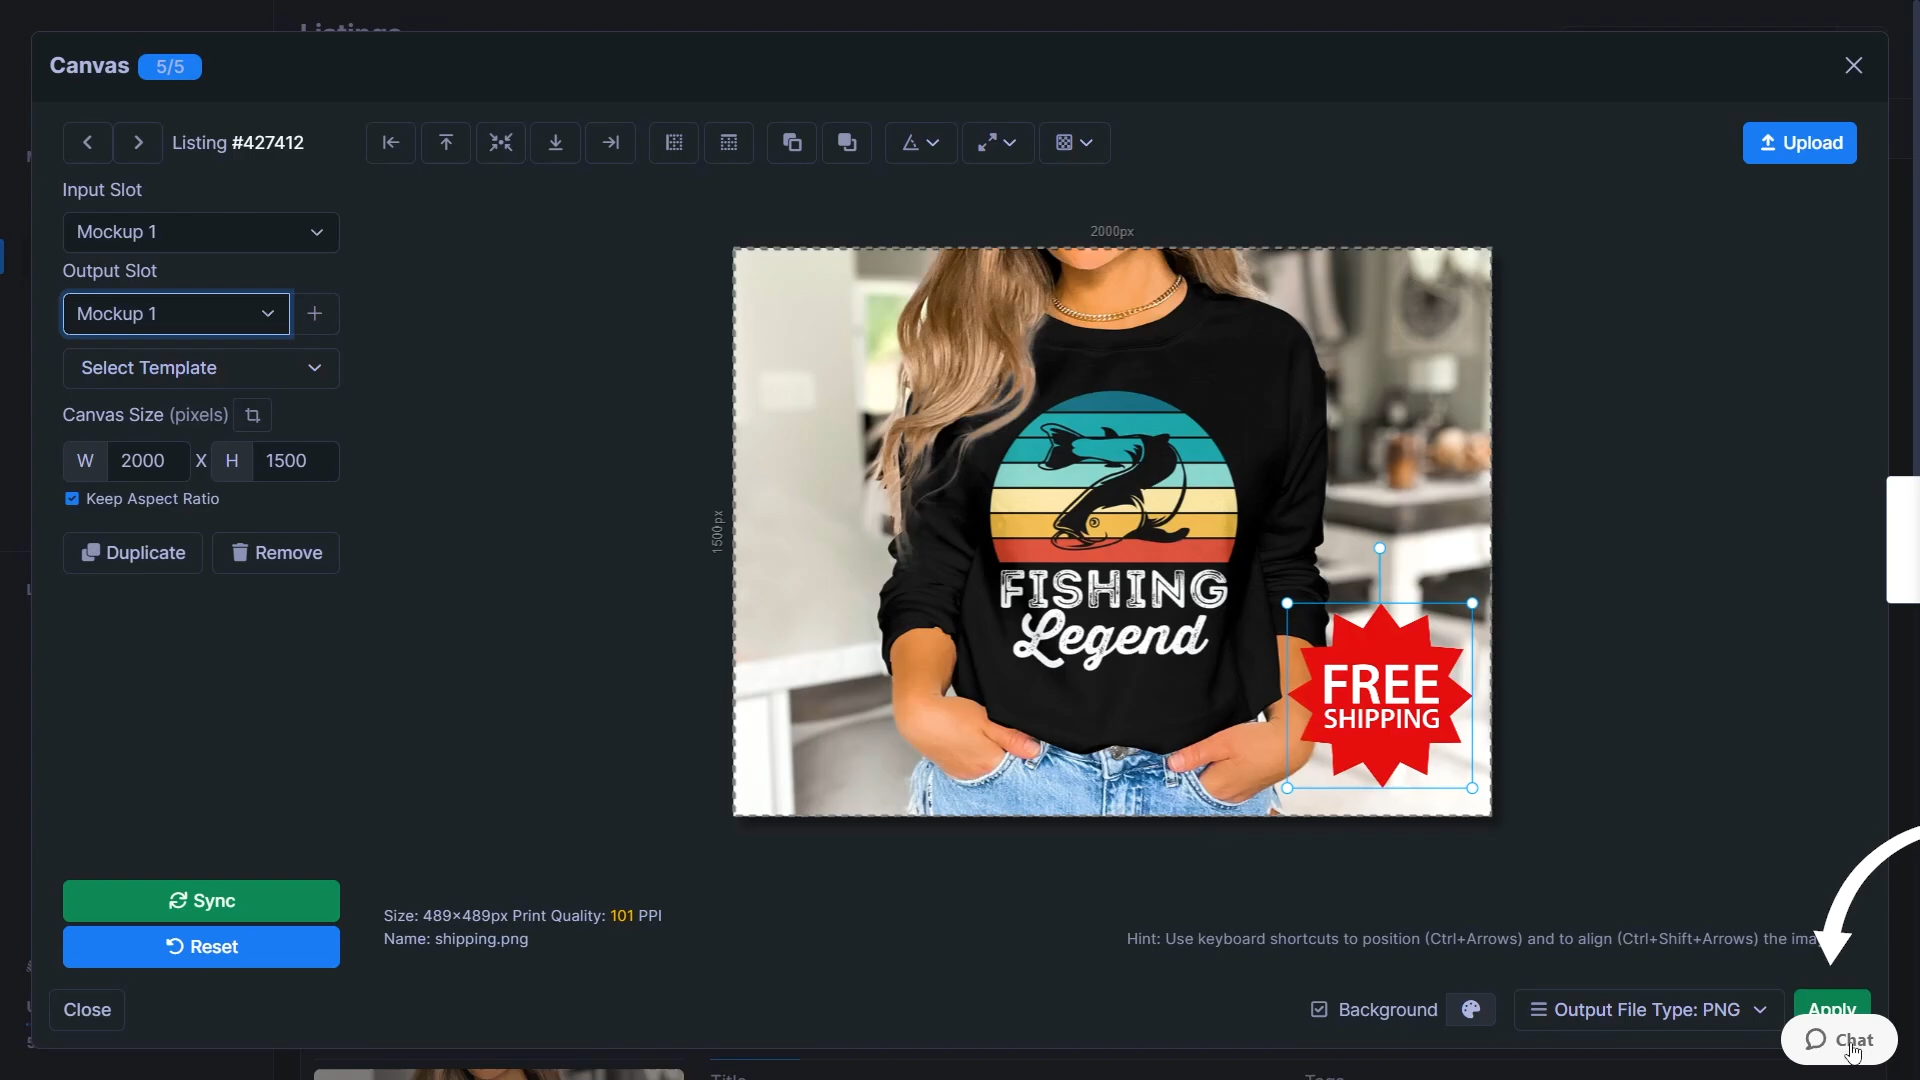 Listings
Canvas 5/5
Listing #427412
Upload
Input Slot
Mockup 1
Output Slot
Mockup 1
Select Template
Canvas Size (pixels)
W 2000 X H 1500
Keep Aspect Ratio
Duplicate Remove
2000px
1500px
FISHING
Legend
FREE
SHIPPING
Sync
Reset
Size: 489×489px Print Quality: 101 PPI
Name: shipping.png
Hint: Use keyboard shortcuts to position (Ctrl+Arrows) and to align (Ctrl+Shift+Arrows) the
Close
Background
Output File Type: PNG
Apply
Chat
Title
Tags